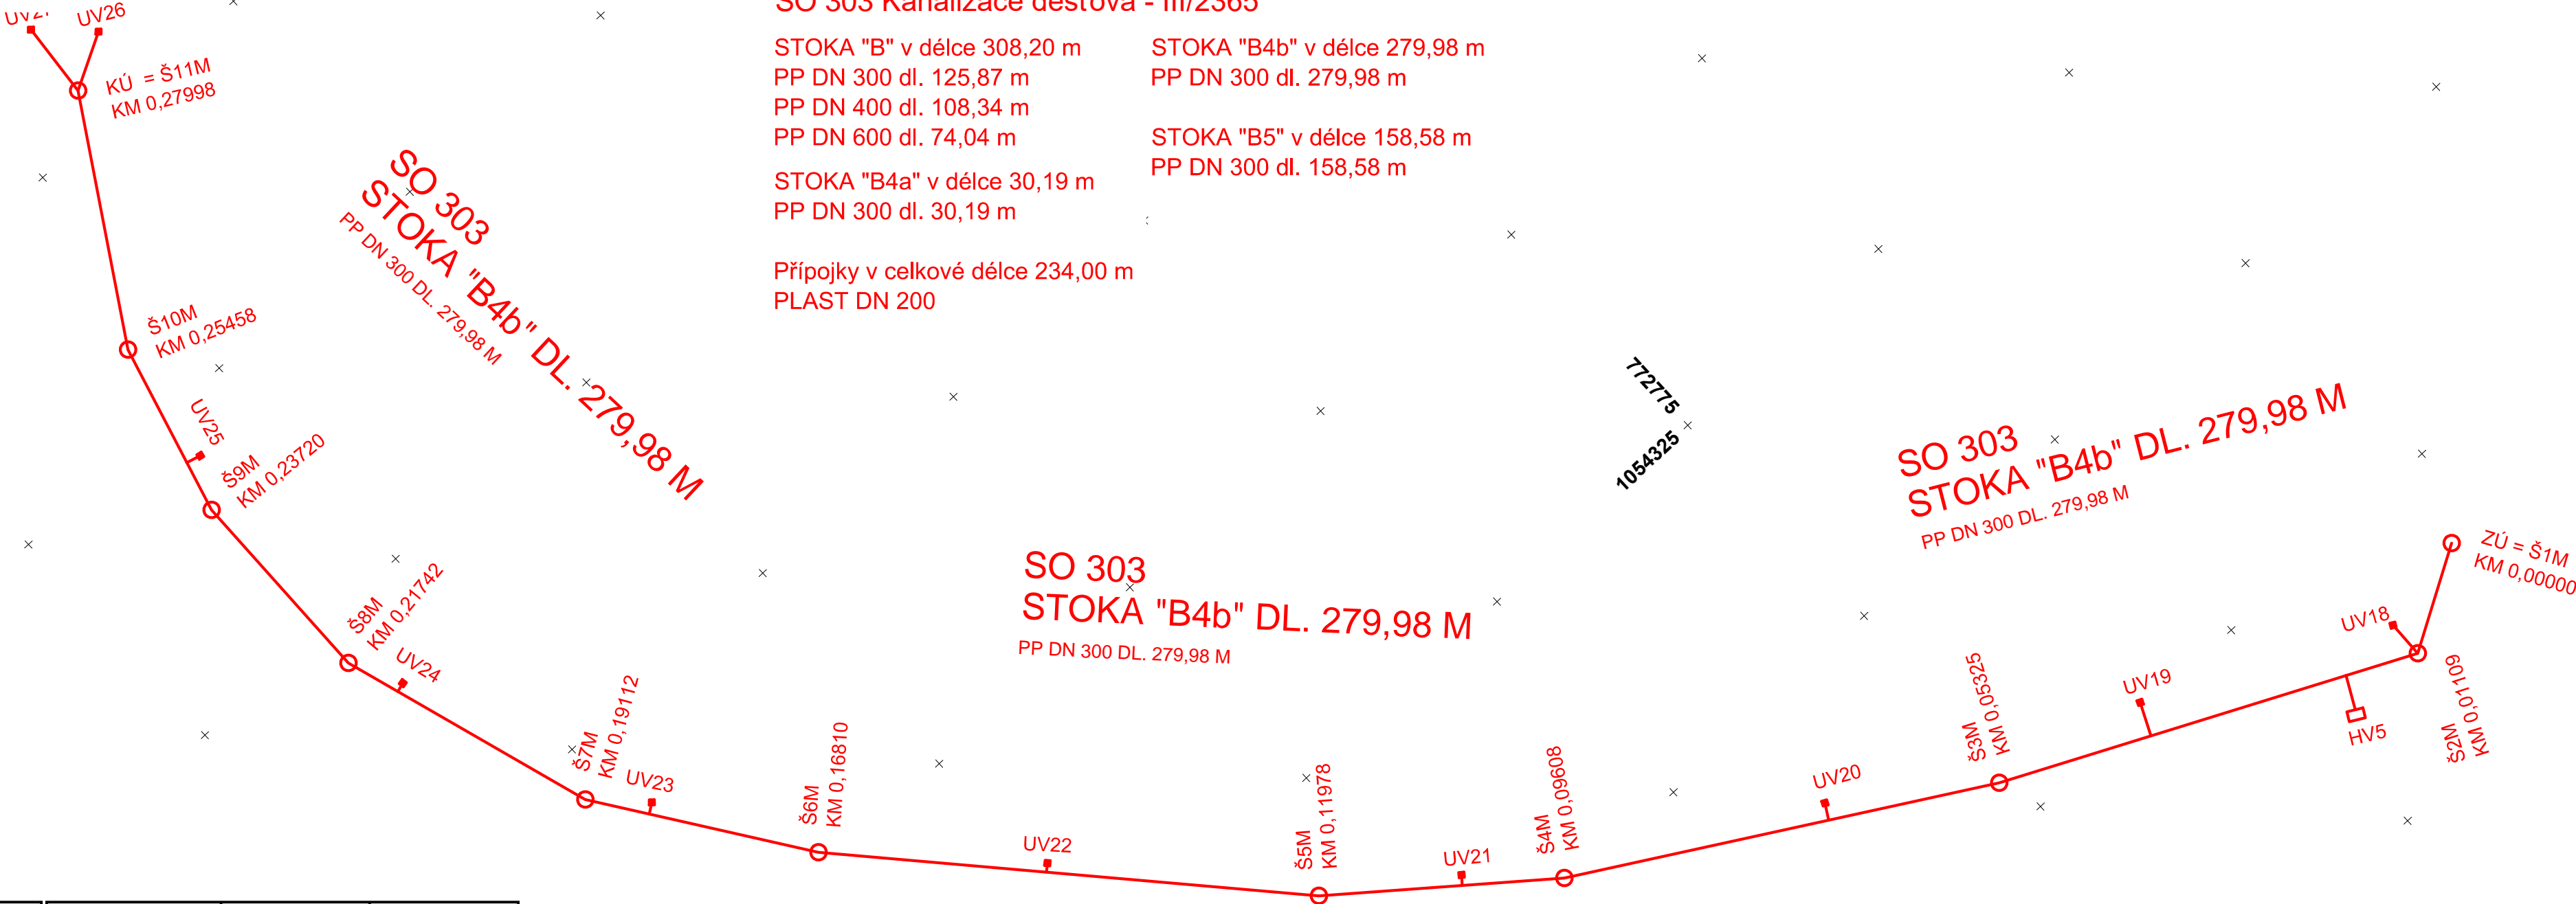 SO 303 Kanalizace dešťová - III/2365
STOKA "B" v délce 308,20 m
PP DN 300 dl. 125,87 m
PP DN 400 dl. 108,34 m
PP DN 600 dl. 74,04 m
STOKA "B4a" v délce 30,19 m
PP DN 300 dl. 30,19 m
Přípojky v celkové délce 234,00 m
PLAST DN 200
STOKA "B4b" v délce 279,98 m
PP DN 300 dl. 279,98 m
STOKA "B5" v délce 158,58 m
PP DN 300 dl. 158,58 m
UV27
UV26
KÚ = Š11M
KM 0,27998
SO 303
STOKA "B4b" DL. 279,98 M
PP DN 300 DL. 279,98 M
Š10M
KM 0,25458
UV25
Š9M
KM 0,23720
Š8M
KM 0,21742
UV24
Š7M
KM 0,19112
UV23
Š6M
KM 0,16810
SO 303
STOKA "B4b" DL. 279,98 M
PP DN 300 DL. 279,98 M
UV22
Š5M
KM 0,11978
UV21
Š4M
KM 0,09608
772775
1054325
SO 303
STOKA "B4b" DL. 279,98 M
PP DN 300 DL. 279,98 M
UV20
Š3M
KM 0,05325
UV19
UV18
HV5
Š2M
KM 0,01109
ZÚ = Š1M
KM 0,00000